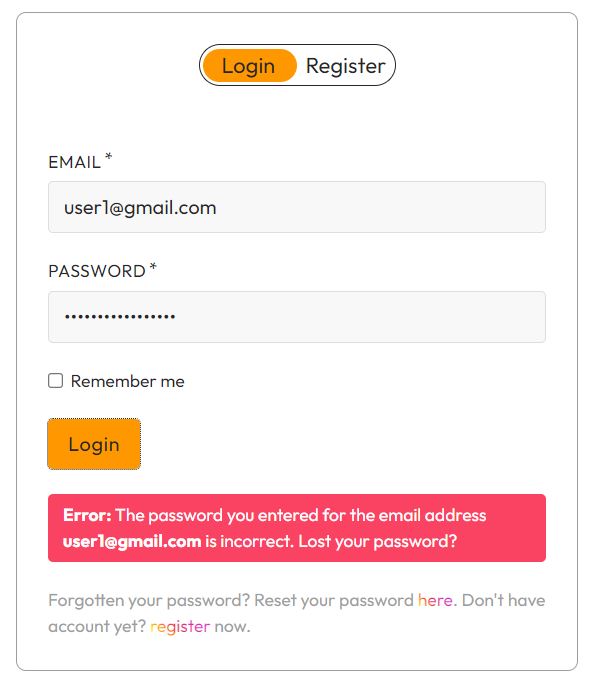 Login Register
EMAIL *
user1@gmail.com
PASSWORD *
•••••••••••••••••
Remember me
Login
Error: The password you entered for the email address
user1@gmail.com is incorrect. Lost your password?
Forgotten your password? Reset your password here. Don't have
account yet? register now.